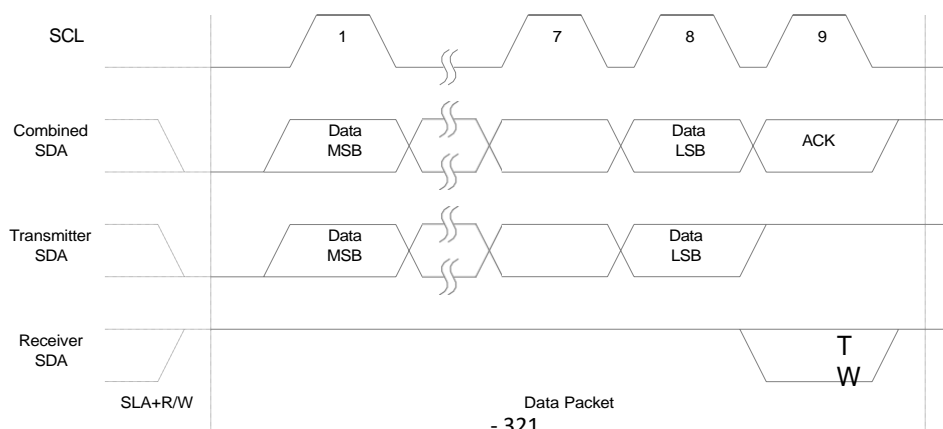 SCL
1
7
8
9
Combined
SDA
Data
MSB
Data
LSB
ACK
Transmitter
SDA
Data
MSB
Data
LSB
Receiver
SDA
T
W
SLA+R/W
Data Packet
- 321